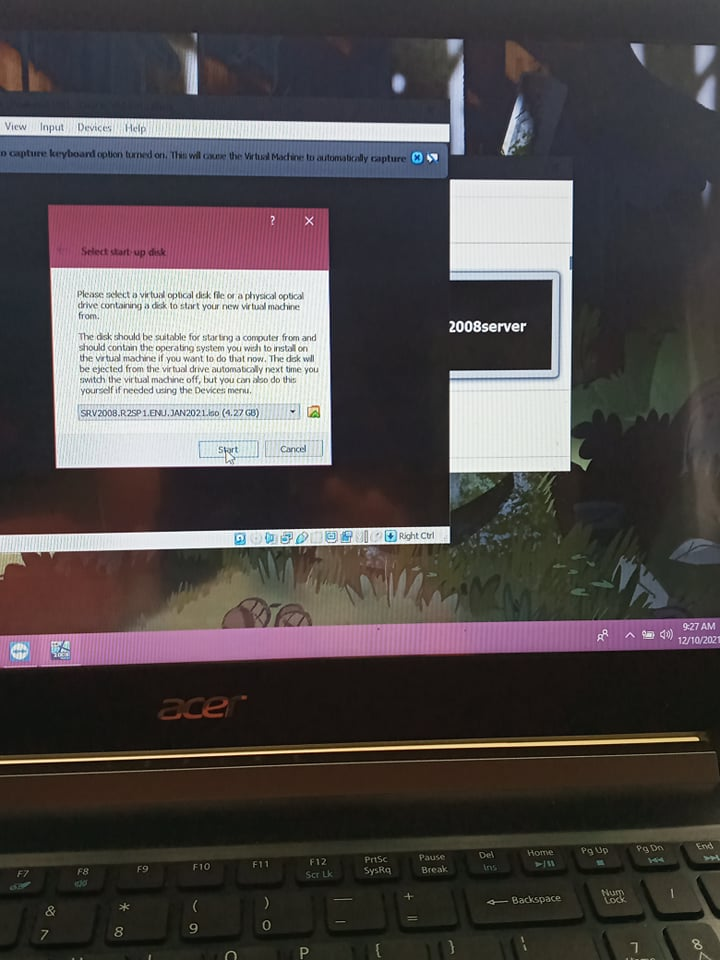 View Input Devices Help
o capture keyboard option turned on. This will cause the Virtual Machine to automatically capture
? ×
Select start-up disk
Please select a virtual optical disk file or a physical optical
drive containing a disk to start your new virtual machine
from.
The disk should be suitable for starting a computer from and
should contain the operating system you wish to install on
the virtual machine if you want to do that now. The disk will
be ejected from the virtual drive automatically next time you
switch the virtual machine off, but you can also do this
yourself if needed using the Devices menu.
SRV2008.R2SP1.ENU.JAN2021.iso (4.27 GB)
Start Cancel
2008server
Right Ctrl
9:27 AM
12/10/2021
acer
F7 F8 F9 F10 F11 F12 PrtSc Pause Del Home Pg Up Pg Dn End
Scr Lk SysRq Break Ins
& * ( ) — + Backspace Num /
7 8 9 0 – = Lock
O P { } ¦ 7 8
Home